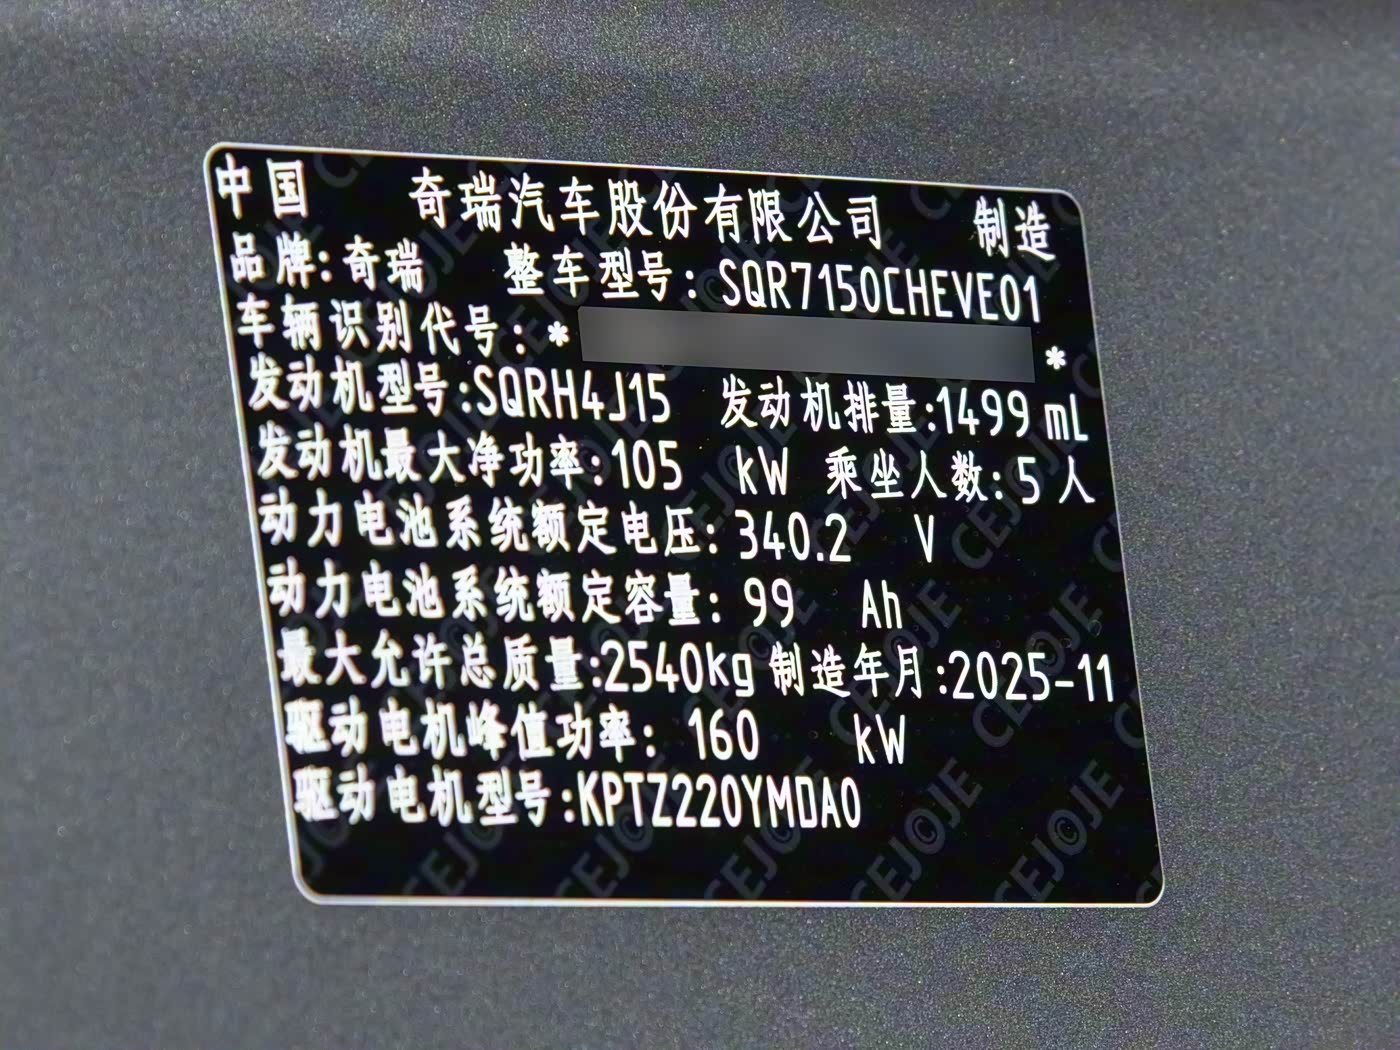 中国 奇瑞汽车股份有限公司 制造
品牌:奇瑞 整车型号:SQR7150CHEVE01
车辆识别代号:* *
发动机型号:SQRH4J15 发动机排量:1499 mL
发动机最大净功率:105 kW 乘坐人数:5 人
动力电池系统额定电压:340.2 V
动力电池系统额定容量:99 Ah
最大允许总质量:2540kg 制造年月:2025-11
驱动电机峰值功率:160 kW
驱动电机型号:KPTZ220YMDA0